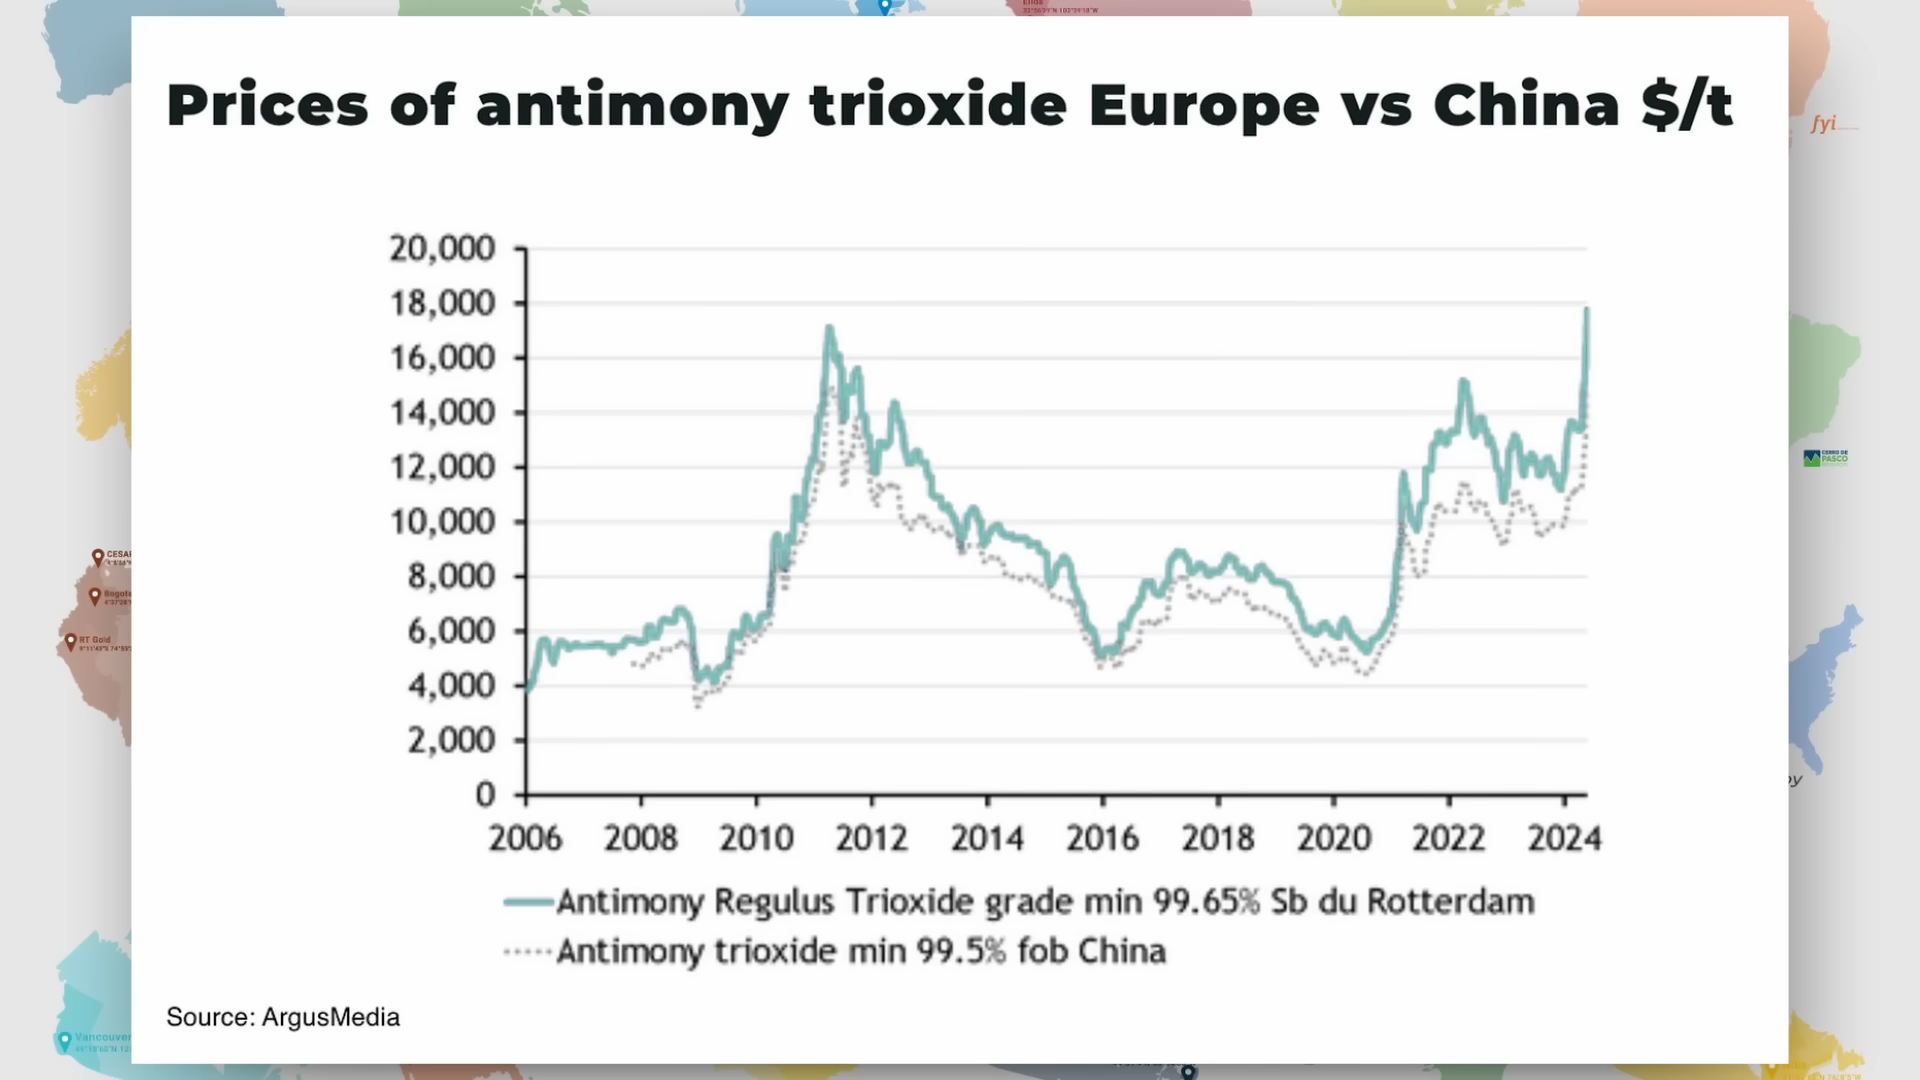 Prices of antimony trioxide Europe vs China $/t
20,000
18,000
16,000
14,000
12,000
10,000
8,000
6,000
4,000
2,000
0
2006 2008 2010 2012 2014 2016 2018 2020 2022 2024
Antimony Regulus Trioxide grade min 99.65% Sb du Rotterdam
Antimony trioxide min 99.5% fob China
Source: ArgusMedia
fyi
CERRO DE
PASCO
RT Gold
Vancouver